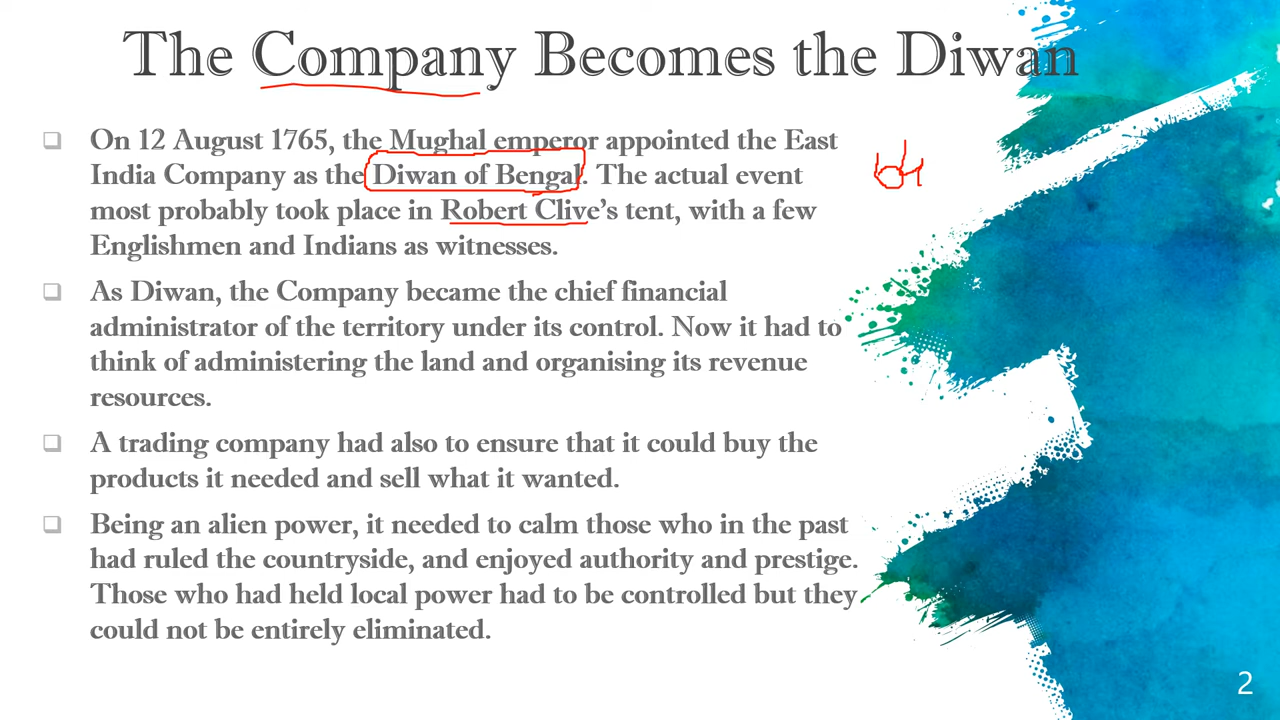 The Company Becomes the Diwan
On 12 August 1765, the Mughal emperor appointed the East
India Company as the Diwan of Bengal. The actual event
most probably took place in Robert Clive's tent, with a few
Englishmen and Indians as witnesses.
As Diwan, the Company became the chief financial
administrator of the territory under its control. Now it had to
think of administering the land and organising its revenue
resources.
A trading company had also to ensure that it could buy the
products it needed and sell what it wanted.
Being an alien power, it needed to calm those who in the past
had ruled the countryside, and enjoyed authority and prestige.
Those who had held local power had to be controlled but they
could not be entirely eliminated.
2